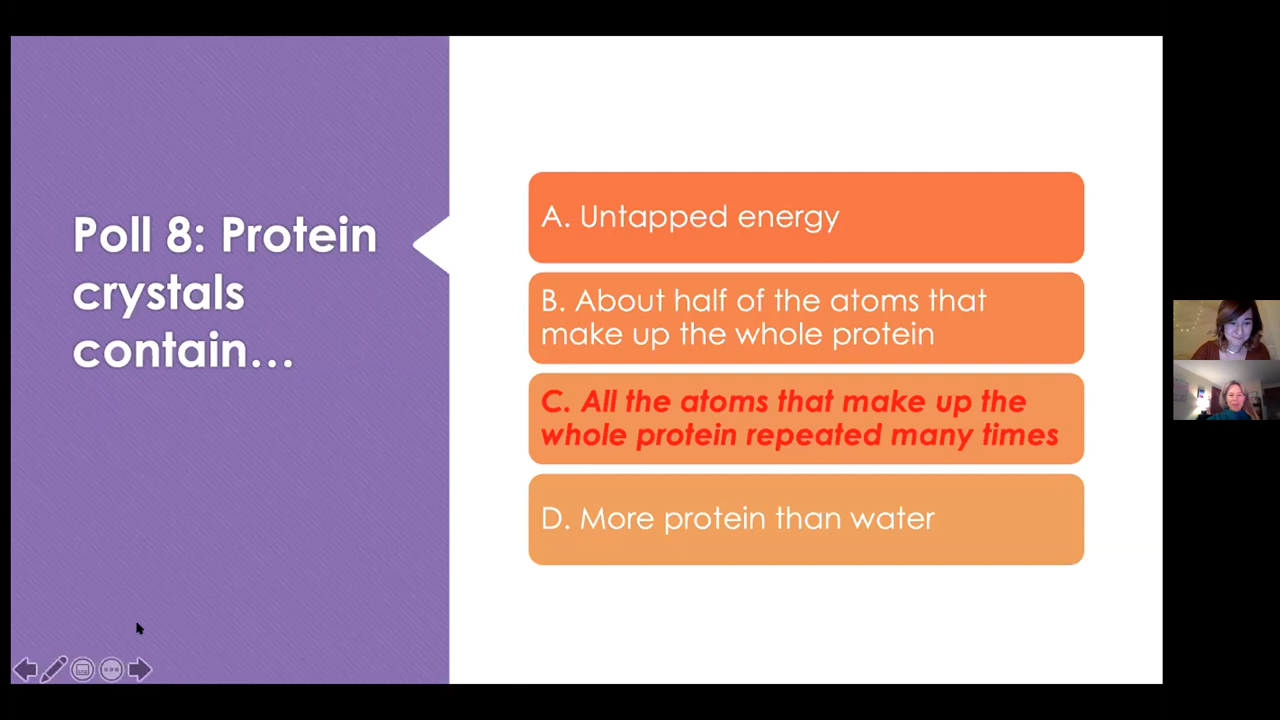 Poll 8: Protein
crystals
contain...
A. Untapped energy
B. About half of the atoms that
make up the whole protein
C. All the atoms that make up the
whole protein repeated many times
D. More protein than water